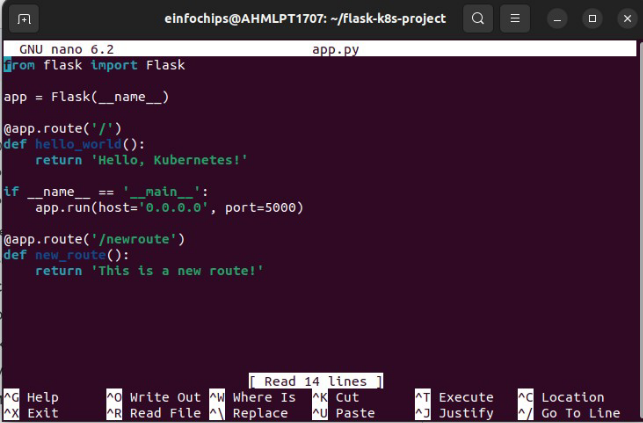 einfochips@AHMLPT1707: ~/flask-k8s-project
GNU nano 6.2 app.py
from flask import Flask
app = Flask(__name__)
@app.route('/')
def hello_world():
return 'Hello, Kubernetes!'
if __name__ == '__main__':
app.run(host='0.0.0.0', port=5000)
@app.route('/newroute')
def new_route():
return 'This is a new route!'
[ Read 14 lines ]
^G Help ^O Write Out ^W Where Is ^K Cut ^T Execute ^C Location
^X Exit ^R Read File ^\ Replace ^U Paste ^J Justify ^/ Go To Line